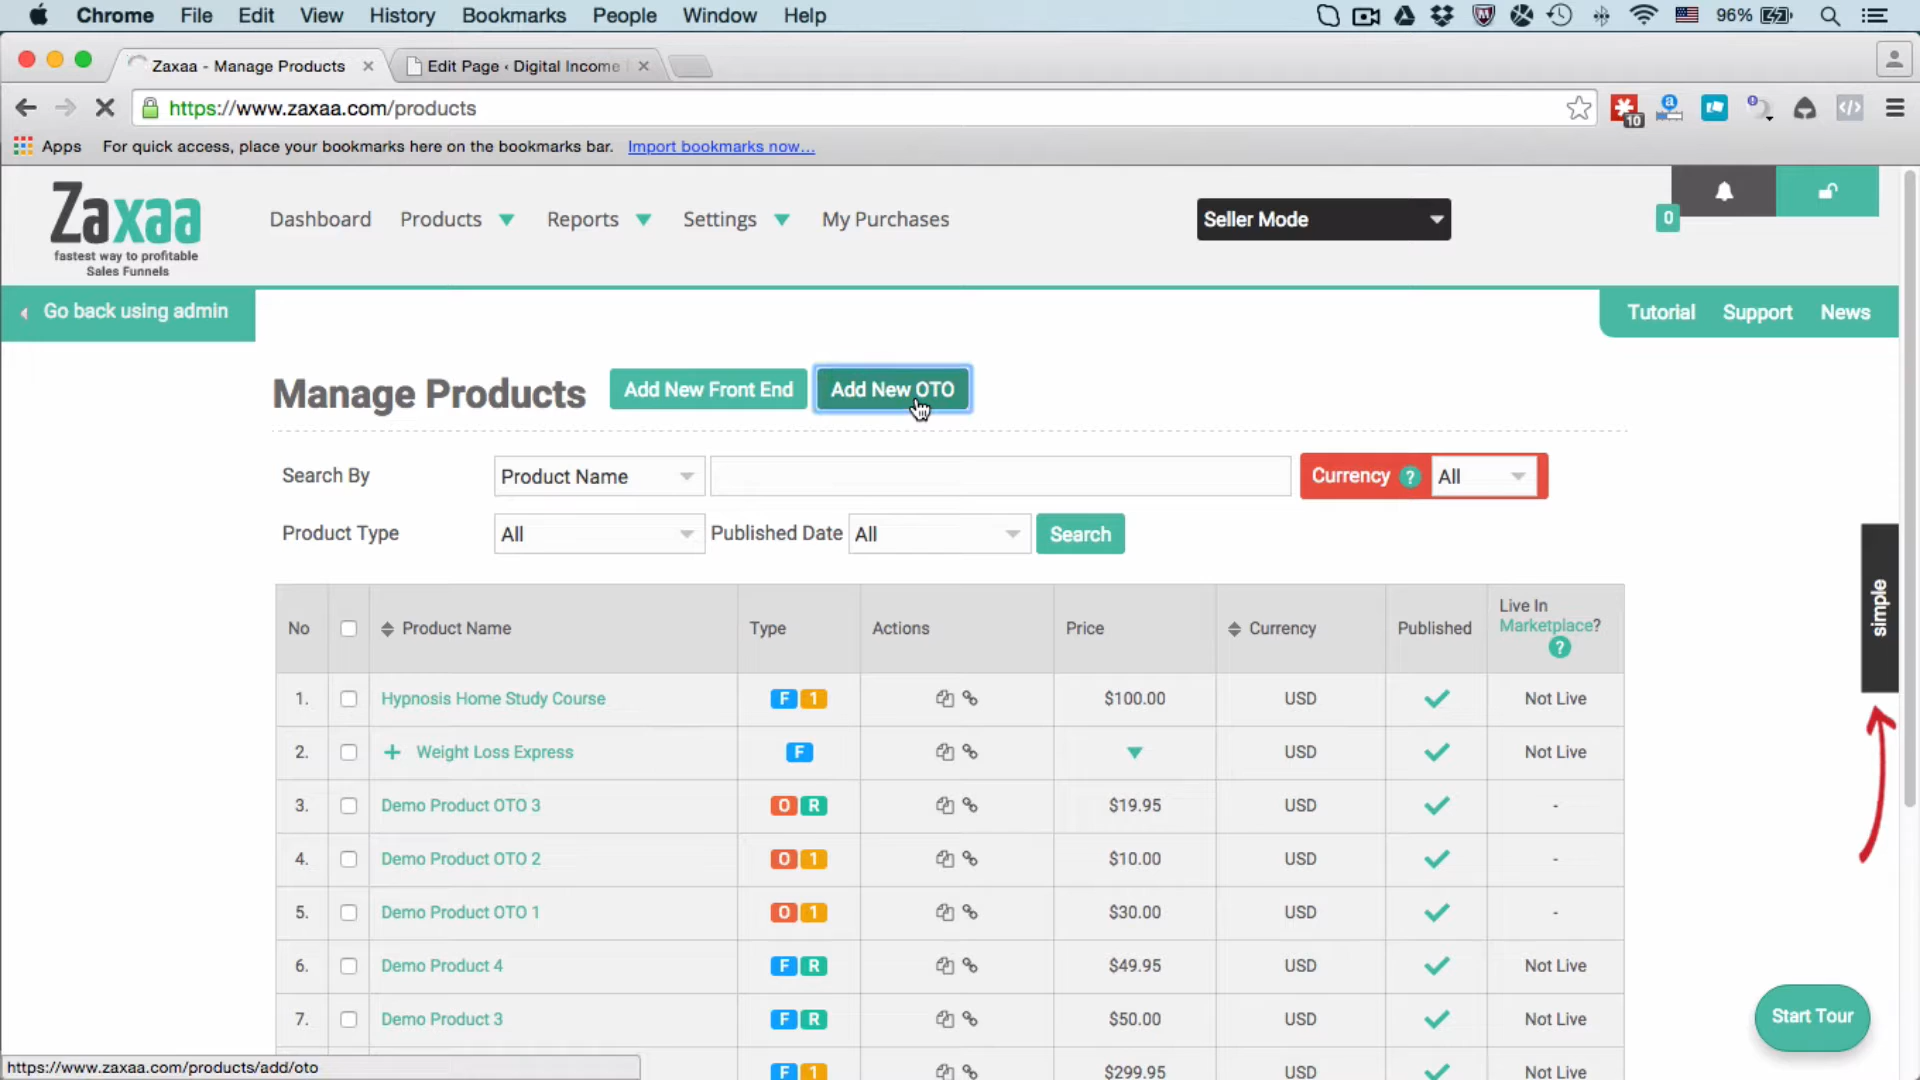 Chrome File Edit View History Bookmarks People Window Help 96%
Zaxaa - Manage Products Edit Page ‹ Digital Income
https://www.zaxaa.com/products
10
Apps For quick access, place your bookmarks here on the bookmarks bar. Import bookmarks now...
Zaxaa
fastest way to profitable
Sales Funnels
Dashboard Products Reports Settings My Purchases Seller Mode 0
Go back using admin
Tutorial Support News
Manage Products Add New Front End Add New OTO
Search By Product Name Currency ? All
Product Type All Published Date All Search
simple
No Product Name Type Actions Price Currency Published Live In Marketplace? ?
1. Hypnosis Home Study Course F 1 $100.00 USD Not Live
2. + Weight Loss Express F USD Not Live
3. Demo Product OTO 3 O R $19.95 USD -
4. Demo Product OTO 2 O 1 $10.00 USD -
5. Demo Product OTO 1 O 1 $30.00 USD -
6. Demo Product 4 F R $49.95 USD Not Live
7. Demo Product 3 F R $50.00 USD Not Live
F 1 $299.95 USD Not Live
Start Tour
https://www.zaxaa.com/products/add/oto